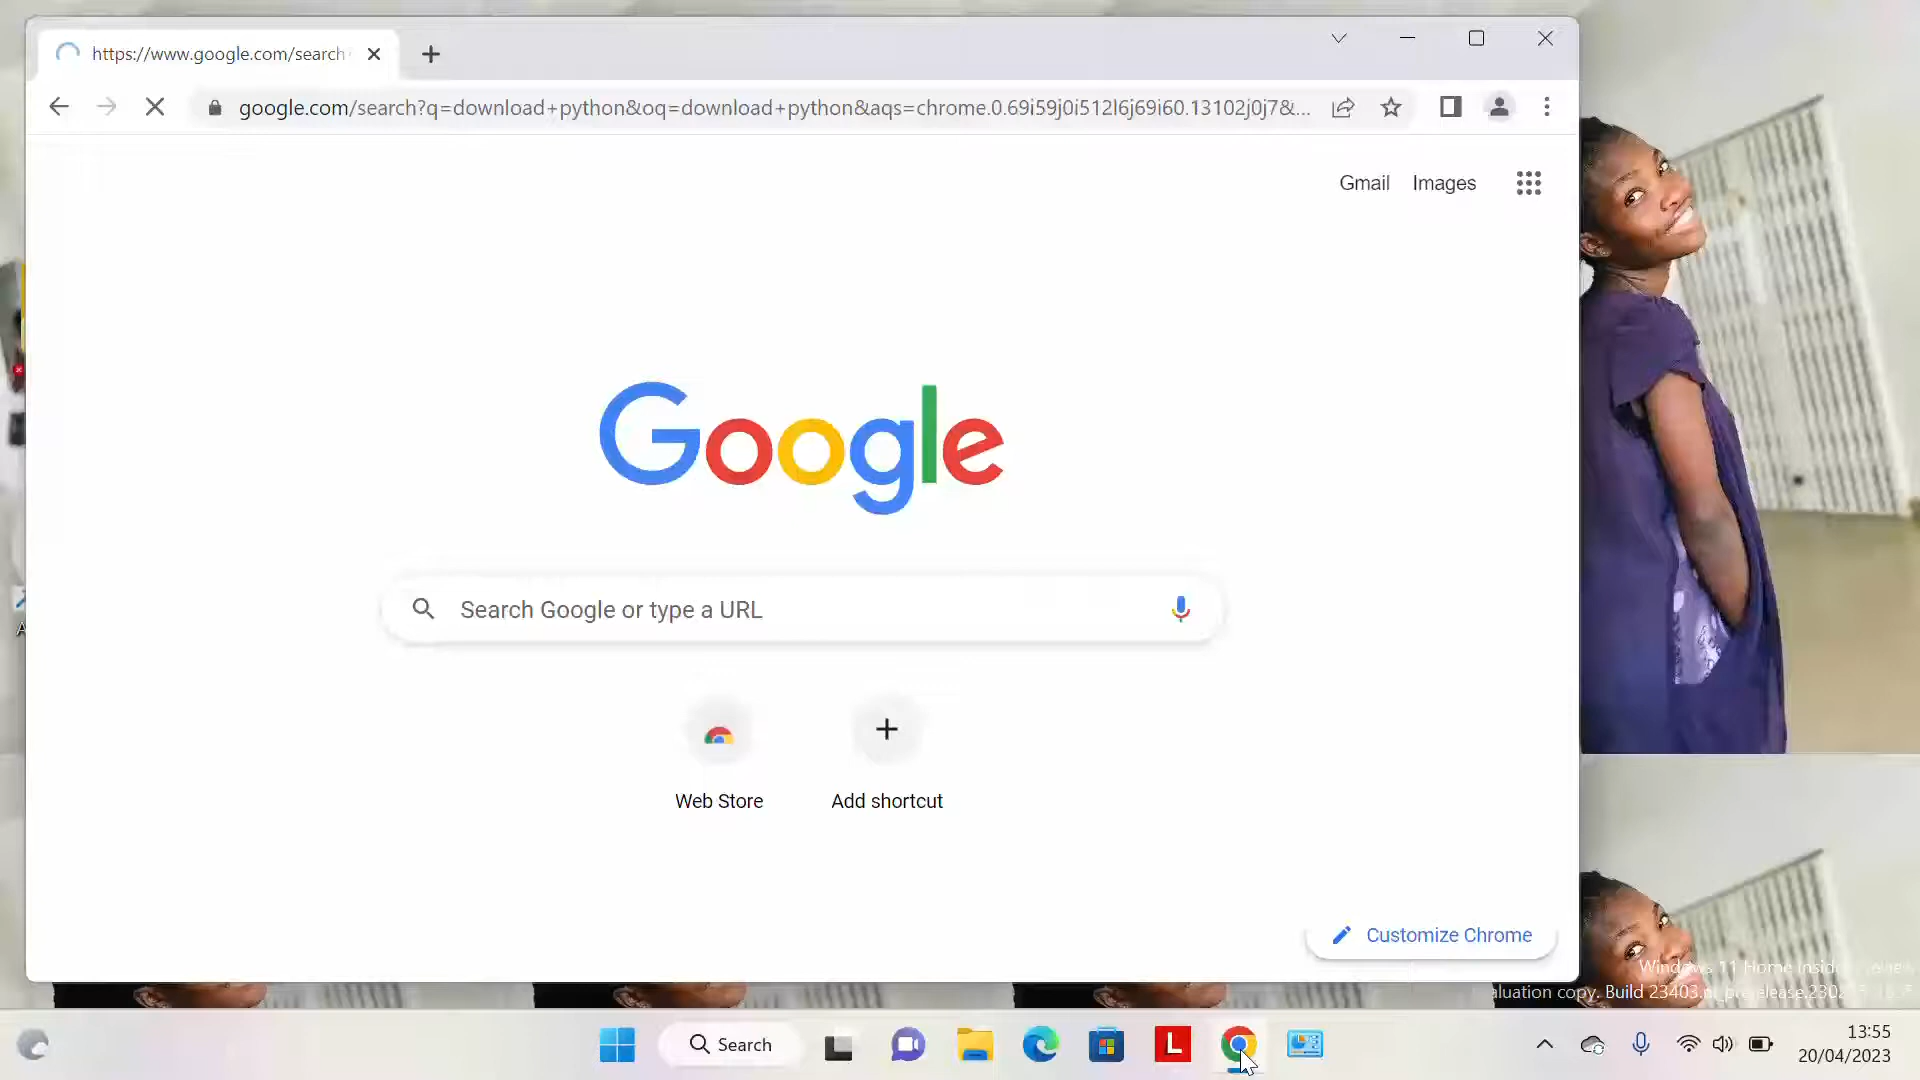 https://www.google.com/search
google.com/search?q=download+python&oq=download+python&aqs=chrome.0.69i59j0i512l6j69i60.13102j0j7&...
Gmail Images
Google
Search Google or type a URL
Web Store Add shortcut
Customize Chrome
Windows 11 Home
aluation copy. Build 23403.
Search
L
13:55
20/04/2023